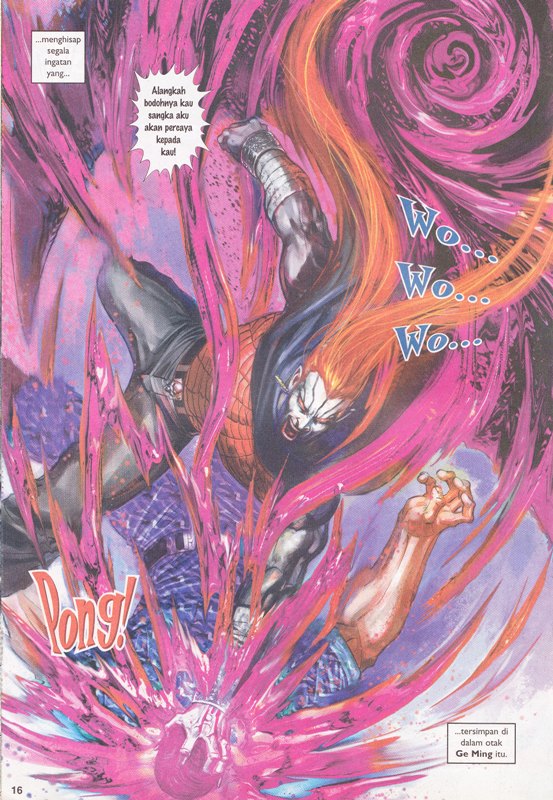 ...menghisap
segala
ingatan
yang...
Alangkah
bodohnya kau
sangka aku
akan percaya
kepada
kau!
Wo...
Wo...
Wo...
Pong!
...tersimpan di
dalam otak
Ge Ming itu.
16